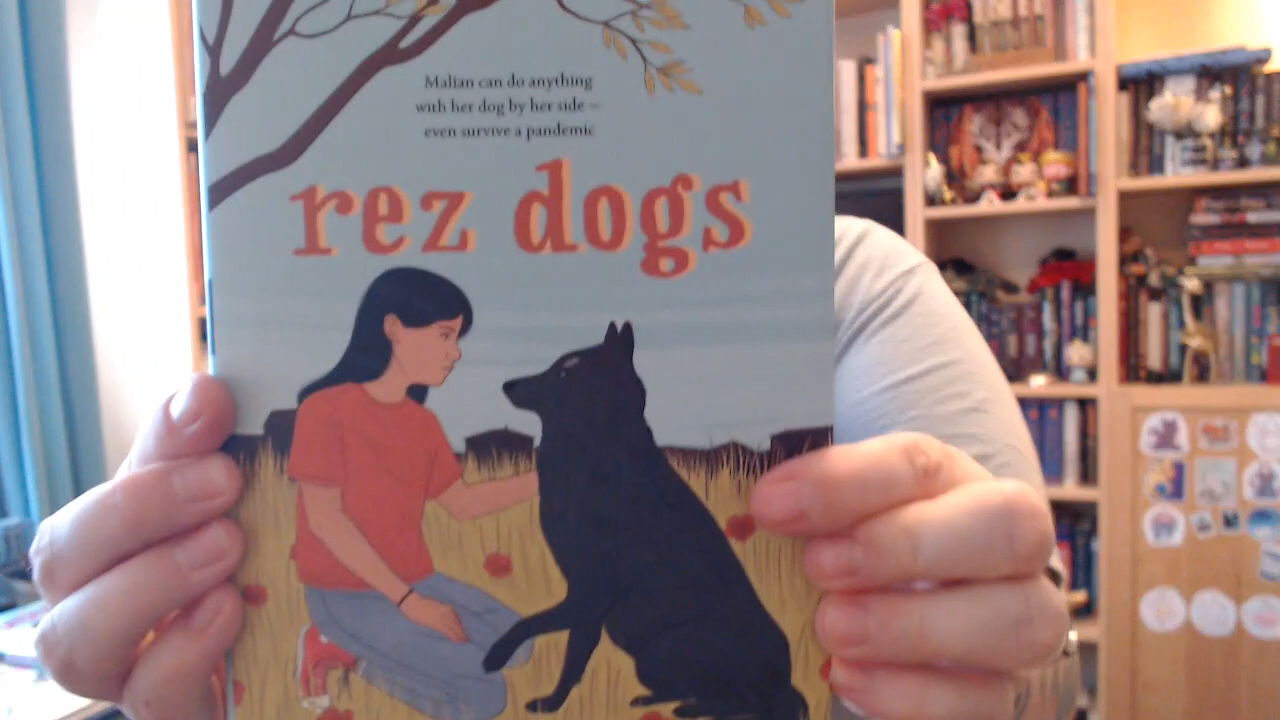 Malian can do anything
with her dog by her side –
even survive a pandemic
rez dogs